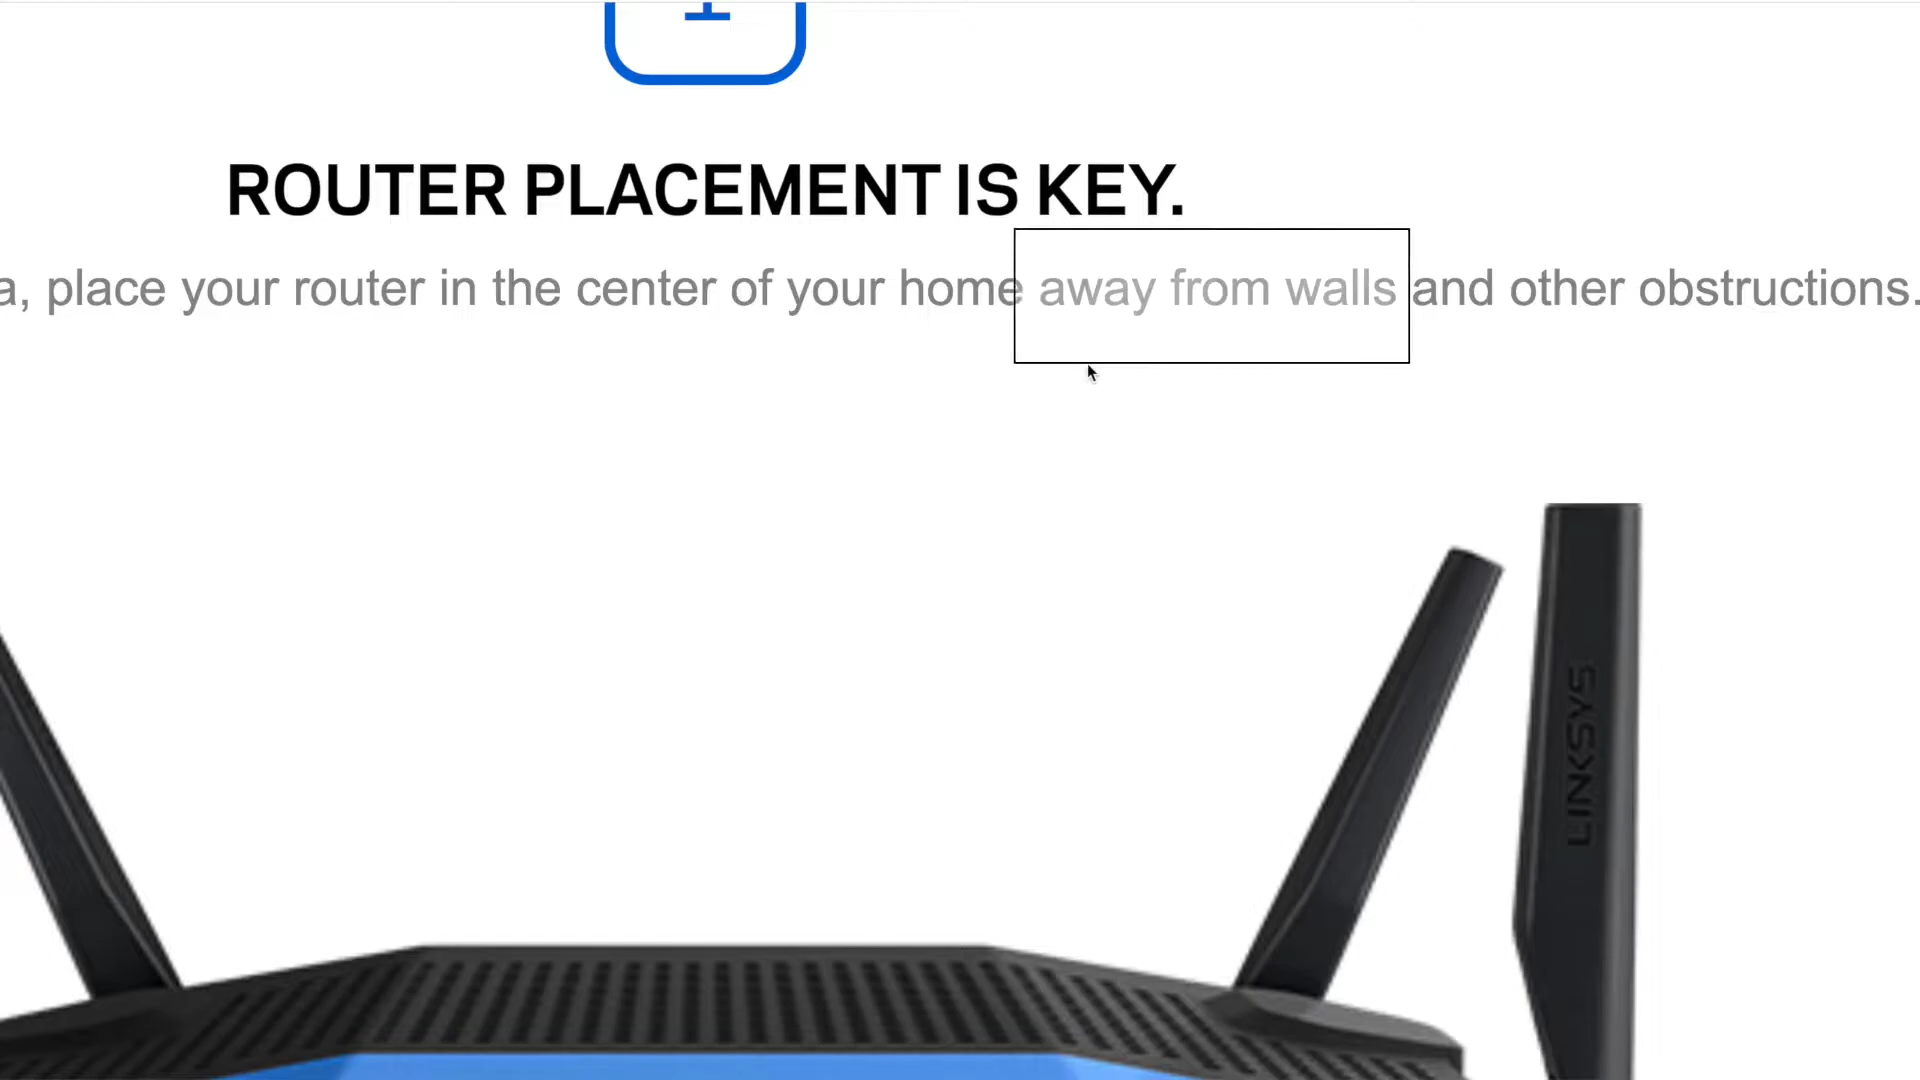 ROUTER PLACEMENT IS KEY.
a, place your router in the center of your home away from walls and other obstructions.
LINKSYS